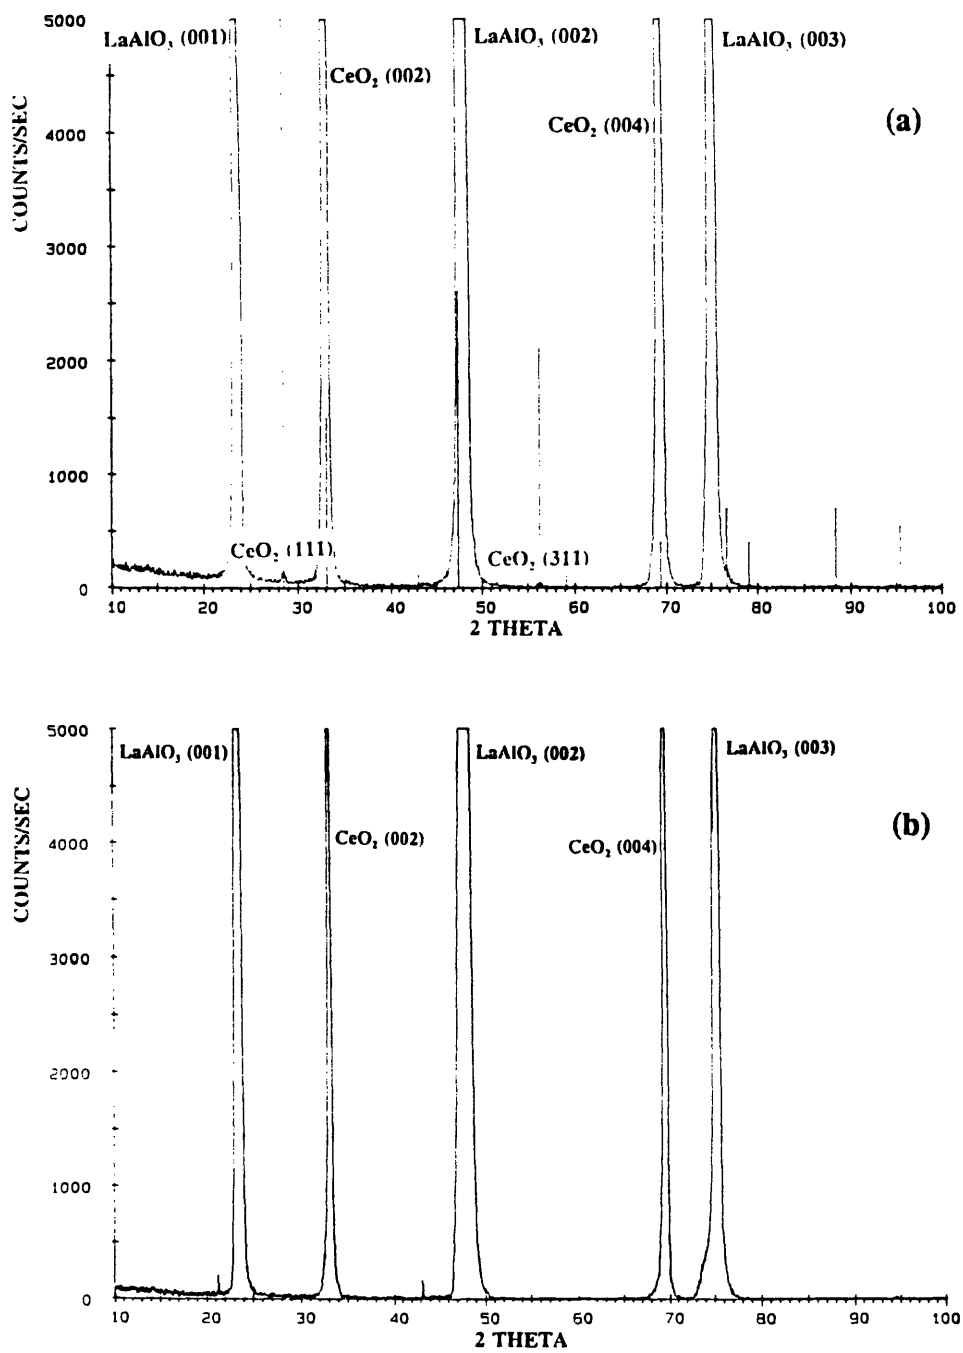 5000
LaAlO₃ (001)
LaAlO₃ (002)
LaAlO₃ (003)
CeO₂ (002)
CeO₂ (004)
(a)
4000
COUNTS/SEC
3000
2000
1000
CeO₂ (111)
CeO₂ (311)
0
10 20 30 40 50 60 70 80 90 100
2 THETA
5000
LaAlO₃ (001)
LaAlO₃ (002)
LaAlO₃ (003)
(b)
CeO₂ (002)
CeO₂ (004)
4000
COUNTS/SEC
3000
2000
1000
0
10 20 30 40 50 60 70 80 90 100
2 THETA